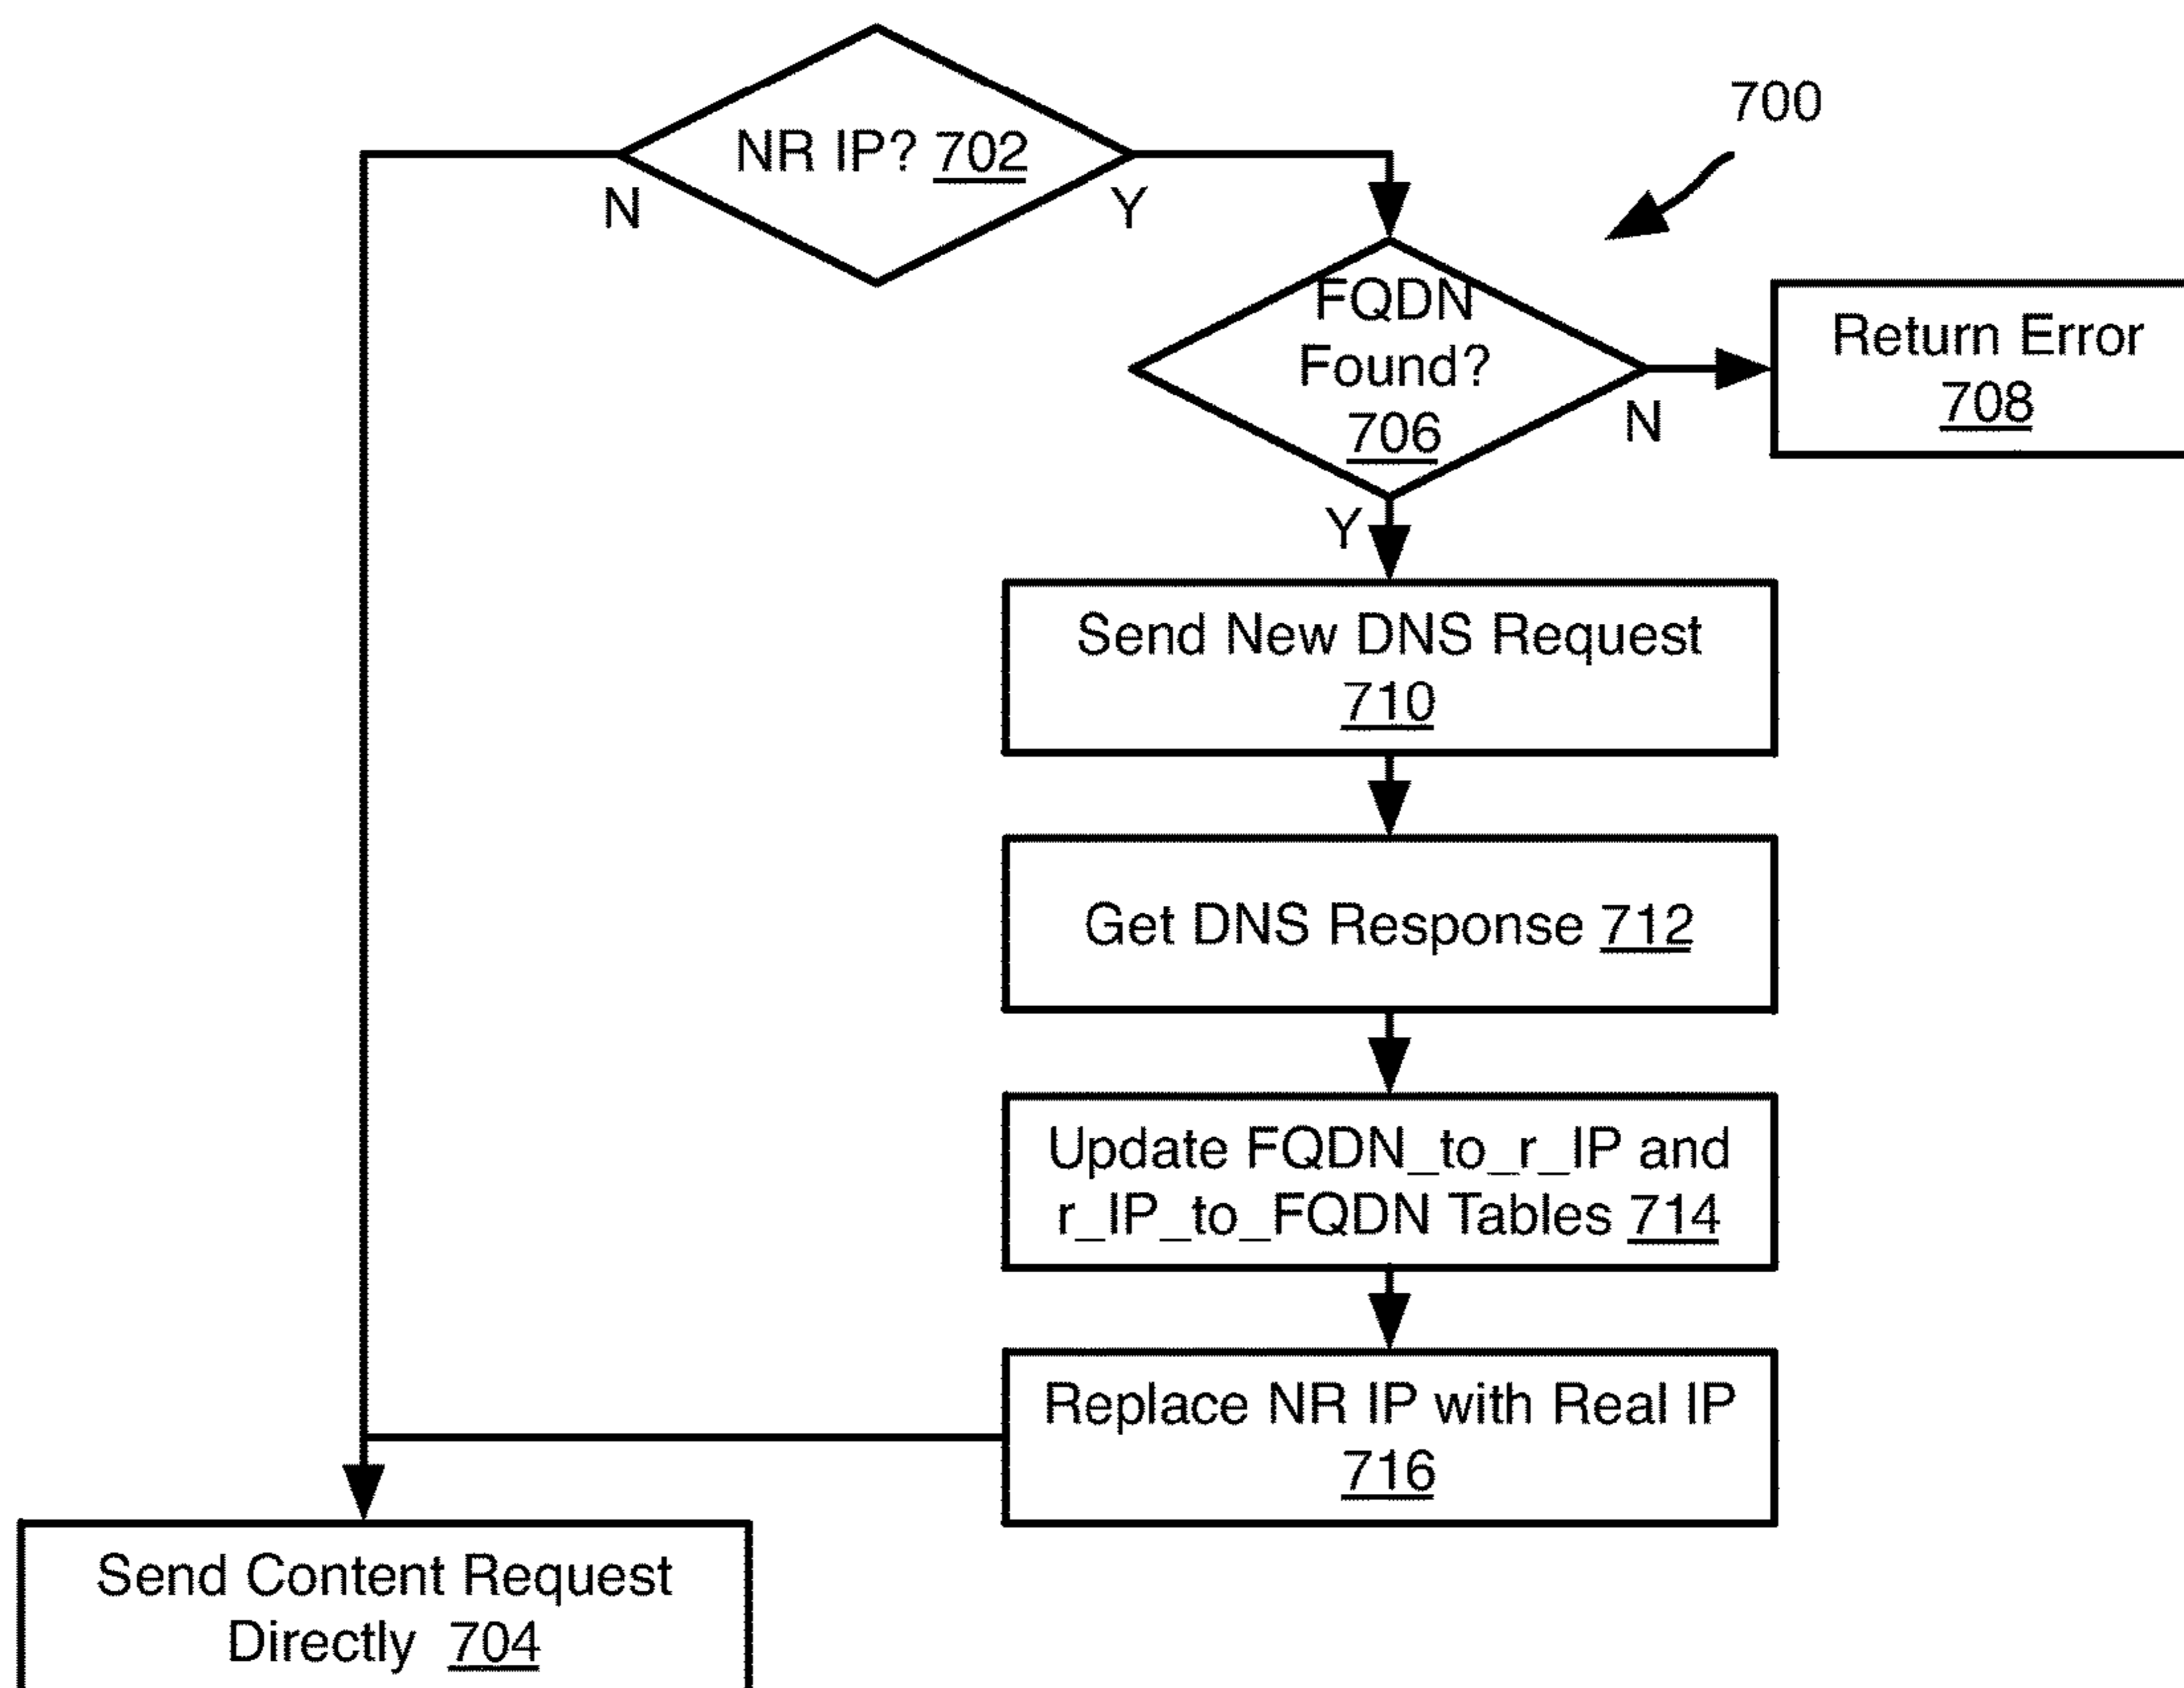 NR IP? 702
N
Y
700
FQDN
Found?
706
N
Y
Return Error
708
Send New DNS Request
710
Get DNS Response 712
Update FQDN_to_r_IP and
r_IP_to_FQDN Tables 714
Replace NR IP with Real IP
716
Send Content Request
Directly 704